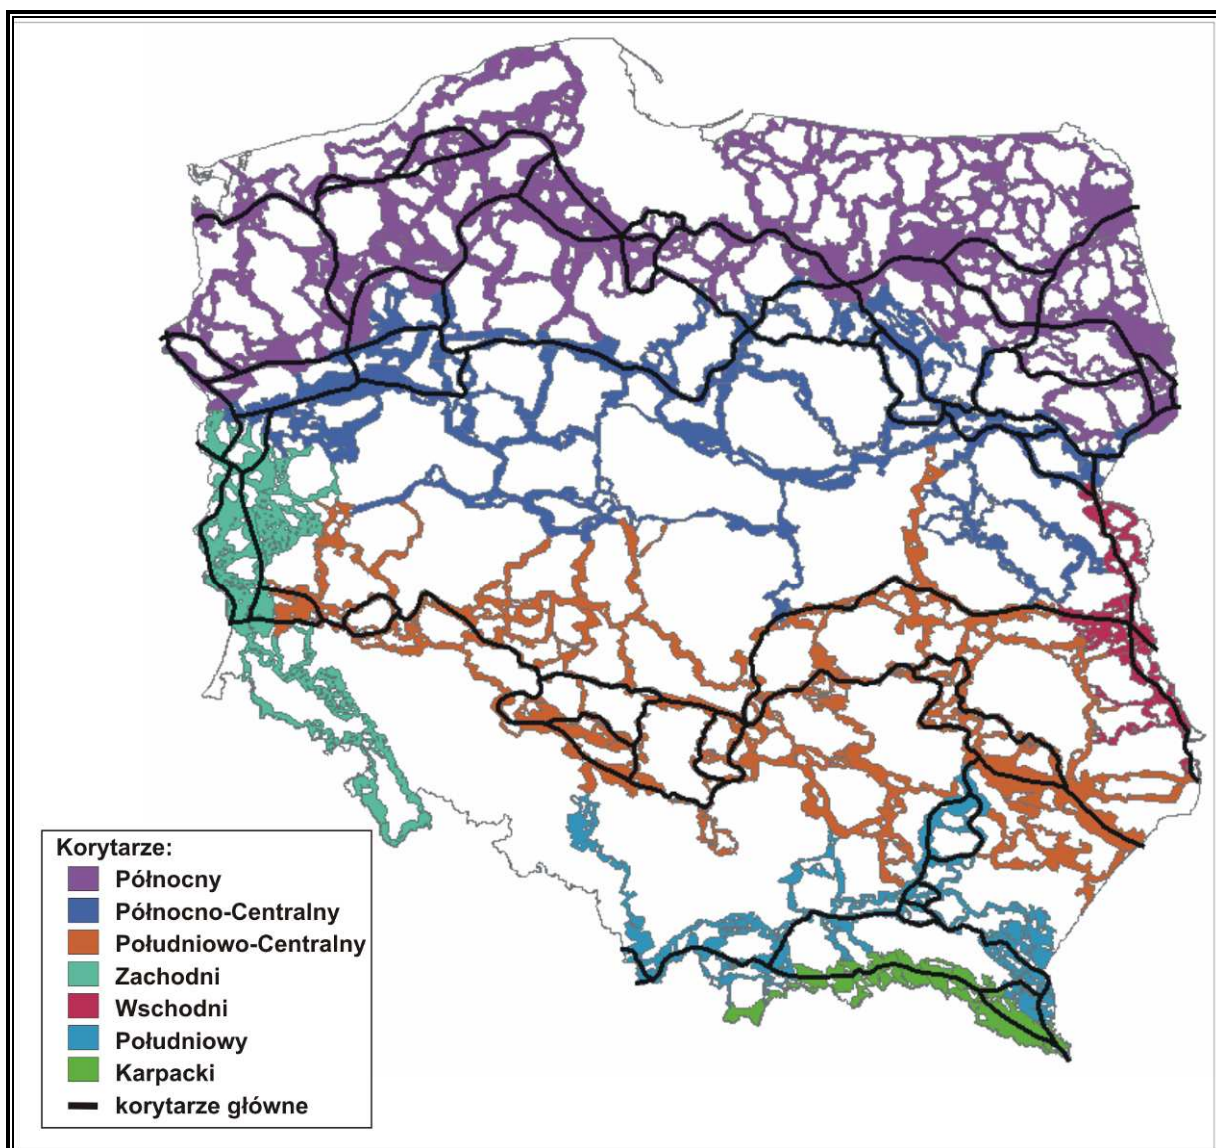 Korytarze:
Północny
Północno-Centralny
Południowo-Centralny
Zachodni
Wschodni
Południowy
Karpacki
korytarze główne